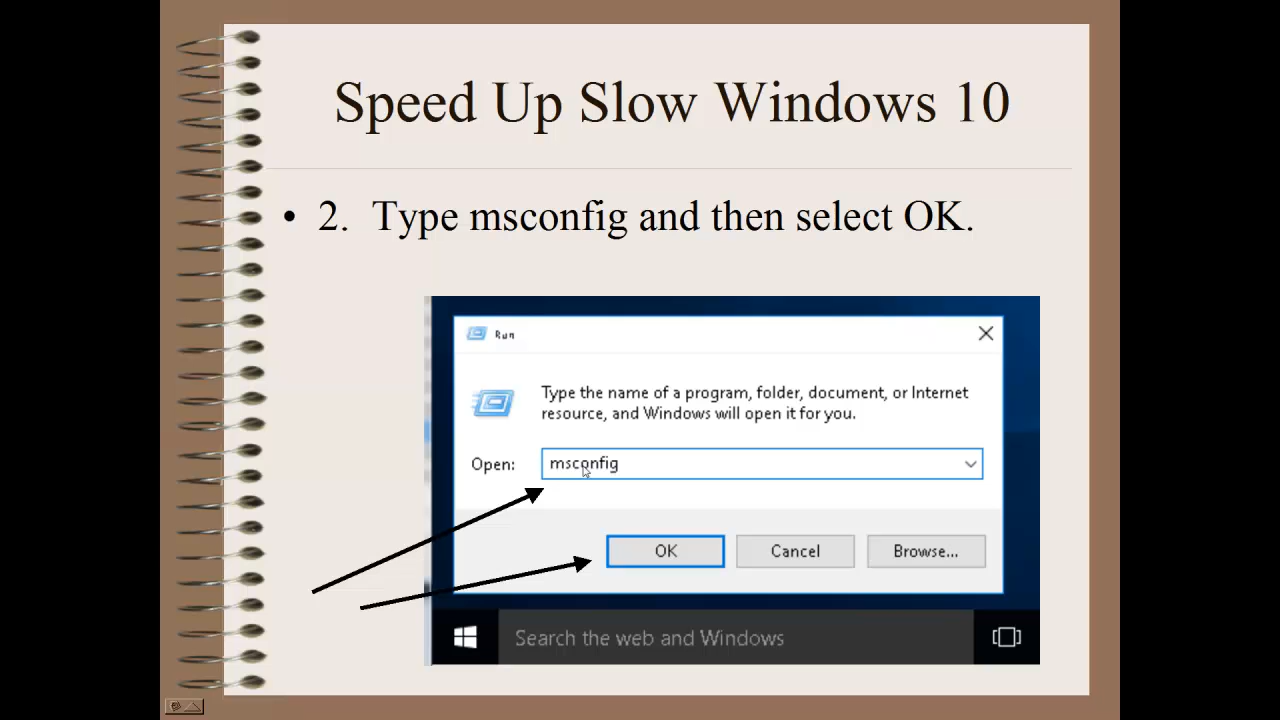 Speed Up Slow Windows 10
• 2. Type msconfig and then select OK.
Run
Type the name of a program, folder, document, or Internet
resource, and Windows will open it for you.
Open: msconfig
OK Cancel Browse...
Search the web and Windows